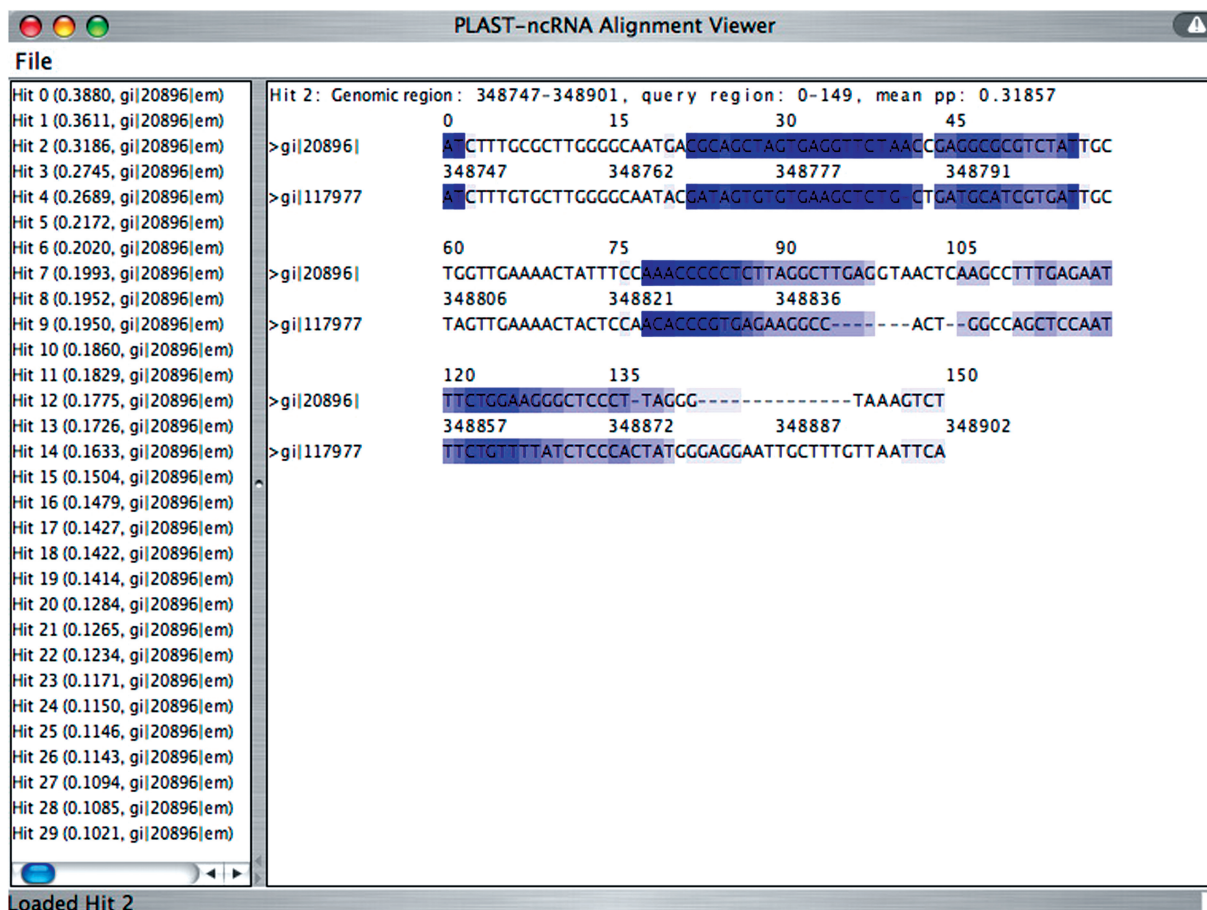 PLAST-ncRNA Alignment Viewer
File
Hit 0 (0.3880, gi|20896|em)
Hit 1 (0.3611, gi|20896|em)
Hit 2 (0.3186, gi|20896|em)
Hit 3 (0.2745, gi|20896|em)
Hit 4 (0.2689, gi|20896|em)
Hit 5 (0.2172, gi|20896|em)
Hit 6 (0.2020, gi|20896|em)
Hit 7 (0.1993, gi|20896|em)
Hit 8 (0.1952, gi|20896|em)
Hit 9 (0.1950, gi|20896|em)
Hit 10 (0.1860, gi|20896|em)
Hit 11 (0.1829, gi|20896|em)
Hit 12 (0.1775, gi|20896|em)
Hit 13 (0.1726, gi|20896|em)
Hit 14 (0.1633, gi|20896|em)
Hit 15 (0.1504, gi|20896|em)
Hit 16 (0.1479, gi|20896|em)
Hit 17 (0.1427, gi|20896|em)
Hit 18 (0.1422, gi|20896|em)
Hit 19 (0.1414, gi|20896|em)
Hit 20 (0.1284, gi|20896|em)
Hit 21 (0.1265, gi|20896|em)
Hit 22 (0.1234, gi|20896|em)
Hit 23 (0.1171, gi|20896|em)
Hit 24 (0.1150, gi|20896|em)
Hit 25 (0.1146, gi|20896|em)
Hit 26 (0.1143, gi|20896|em)
Hit 27 (0.1094, gi|20896|em)
Hit 28 (0.1085, gi|20896|em)
Hit 29 (0.1021, gi|20896|em)
Hit 2: Genomic region: 348747-348901, query region: 0-149, mean pp: 0.31857
0 15 30 45
>gi|20896| ATCTTTGCGCTTGGGGCAATGACGCAGCTAGTGAGGTTCTAACCGAGGCGCGTCTATTGC
348747 348762 348777 348791
>gi|117977 ATCTTTGTGCTTGGGGCAATACGATAGTGTGTGAAGCTCTG-CTGATGCATCGTGATTGC
60 75 90 105
>gi|20896| TGGTTGAAAACTATTTCCAAACCCCCTCTTAGGCTTGAGGTAACTCAAGCCTTTGAGAAT
348806 348821 348836
>gi|117977 TAGTTGAAAACTACTCCAACACCCGTGAGAAGGCC-------ACT--GGCCAGCTCCAAT
120 135 150
>gi|20896| TTCTGGAAGGGCTCCCT-TAGGG--------------TAAAGTCT
348857 348872 348887 348902
>gi|117977 TTCTGTTTTATCTCCCACTATGGGAGGAATTGCTTTGTTAATTCA
Loaded Hit 2